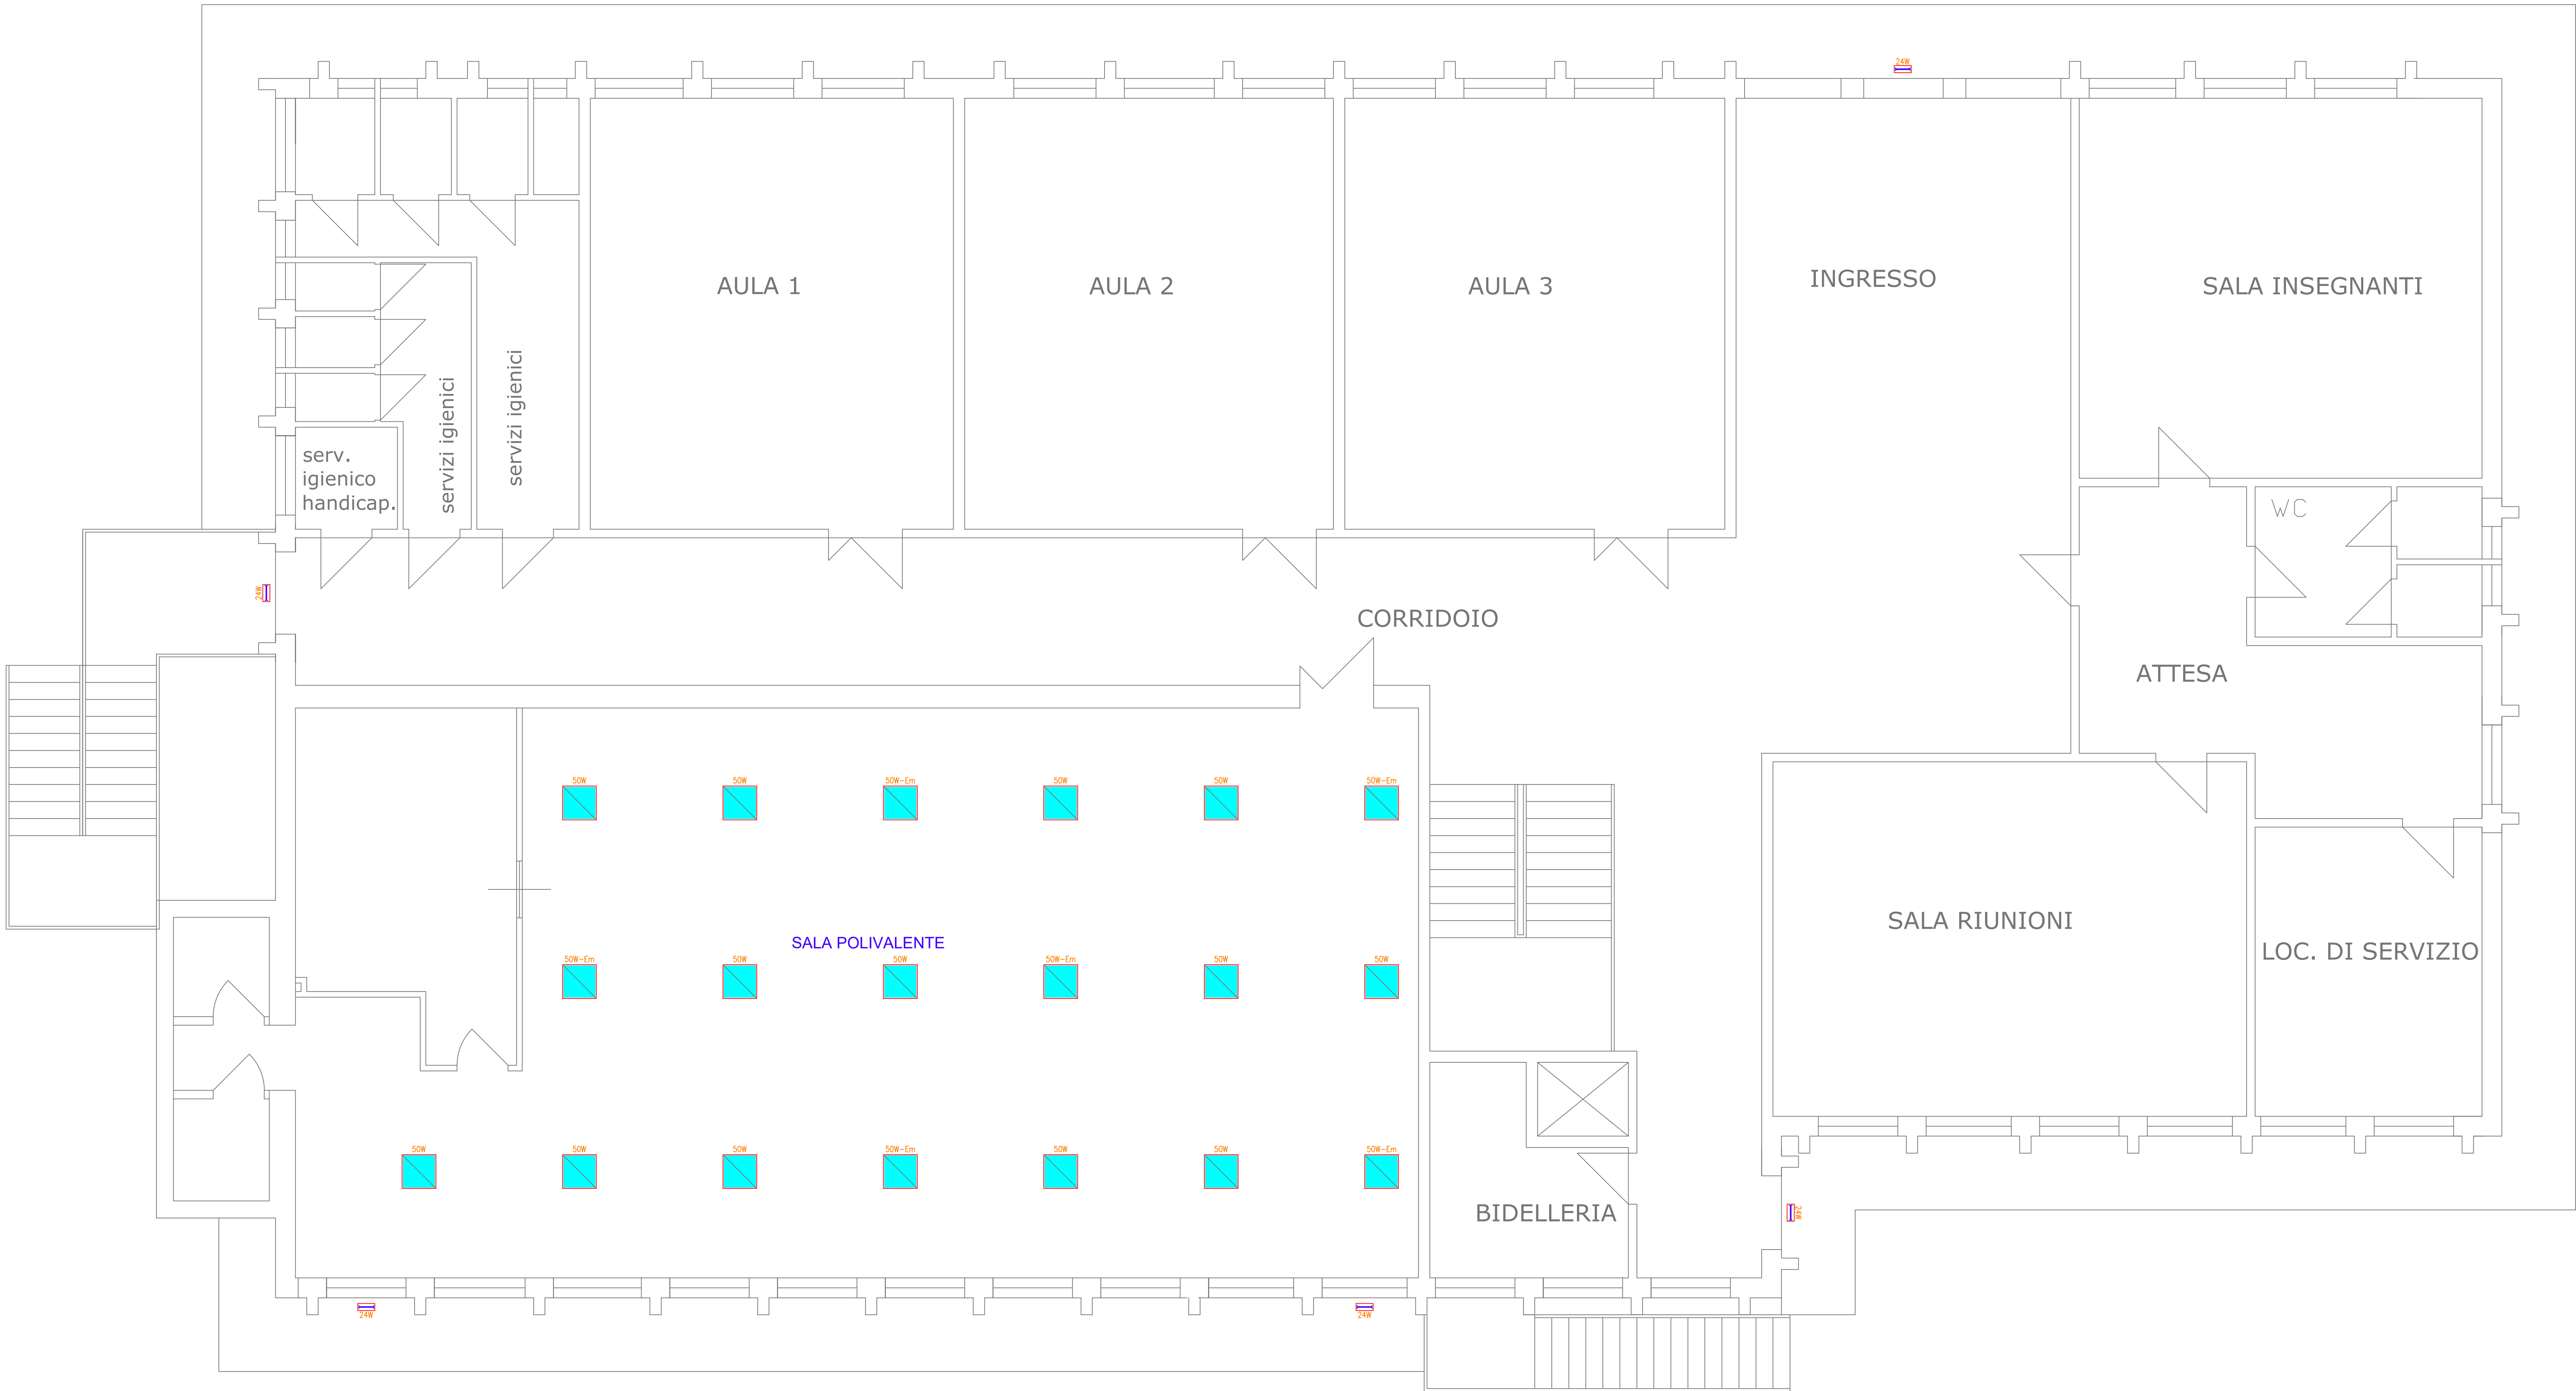 24W
AULA 1
AULA 2
AULA 3
INGRESSO
SALA INSEGNANTI
servizi igienici
servizi igienici
serv.
igienico
handicap.
WC
24W
CORRIDOIO
ATTESA
50W
50W
50W-Em
50W
50W
50W-Em
SALA POLIVALENTE
SALA RIUNIONI
LOC. DI SERVIZIO
50W-Em
50W
50W
50W-Em
50W
50W
50W
50W
50W
50W-Em
50W
50W
50W-Em
BIDELLERIA
24W
24W
24W